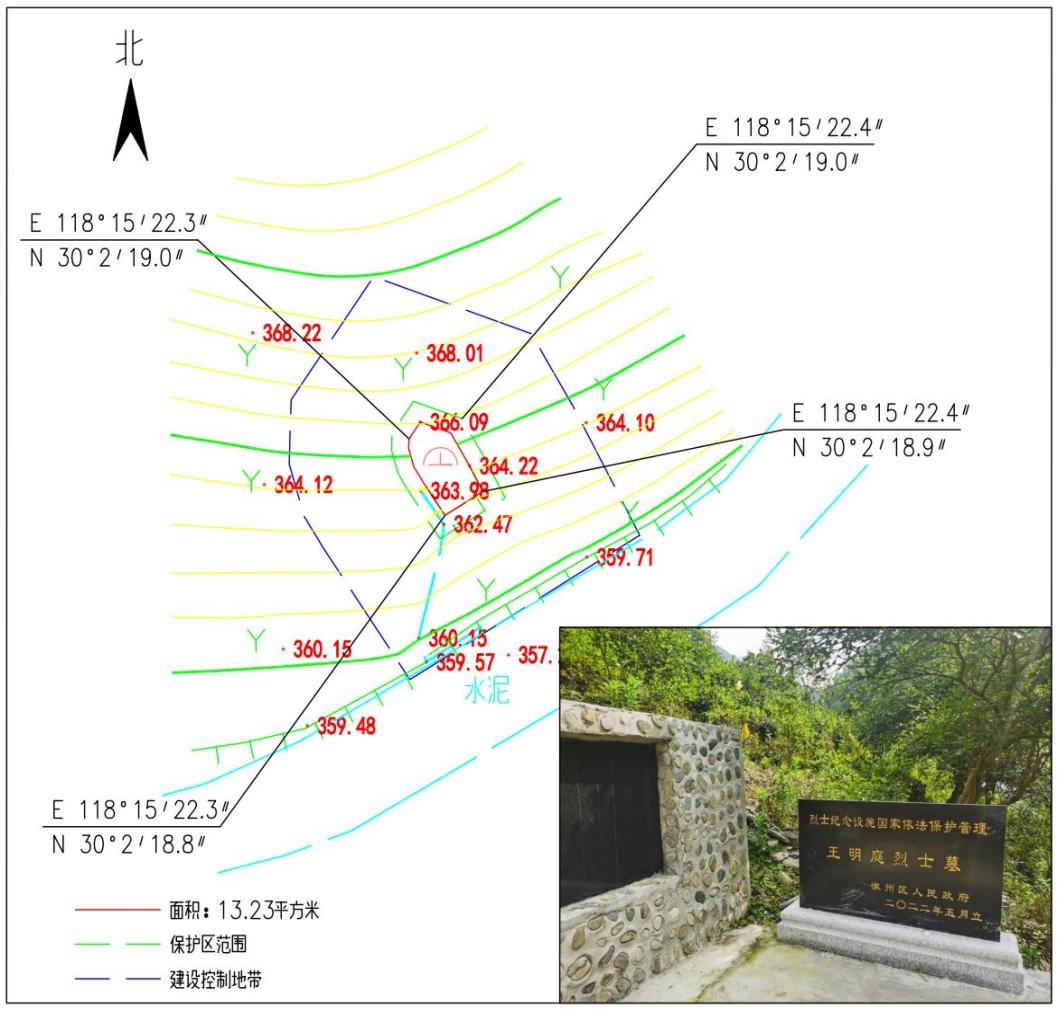 北
E 118°15′22.4″
N 30°2′19.0″
E 118°15′22.3″
N 30°2′19.0″
368.22
368.01
366.09
364.10
E 118°15′22.4″
N 30°2′18.9″
364.22
364.12
363.98
362.47
359.71
360.15
360.15
359.57
357.
水泥
359.48
E 118°15′22.3″
N 30°2′18.8″
面积：13.23平方米
保护区范围
建设控制地带
烈士纪念设施国家依法保护管理
王明庭烈士墓
徽州区人民政府
二〇二二年五月立